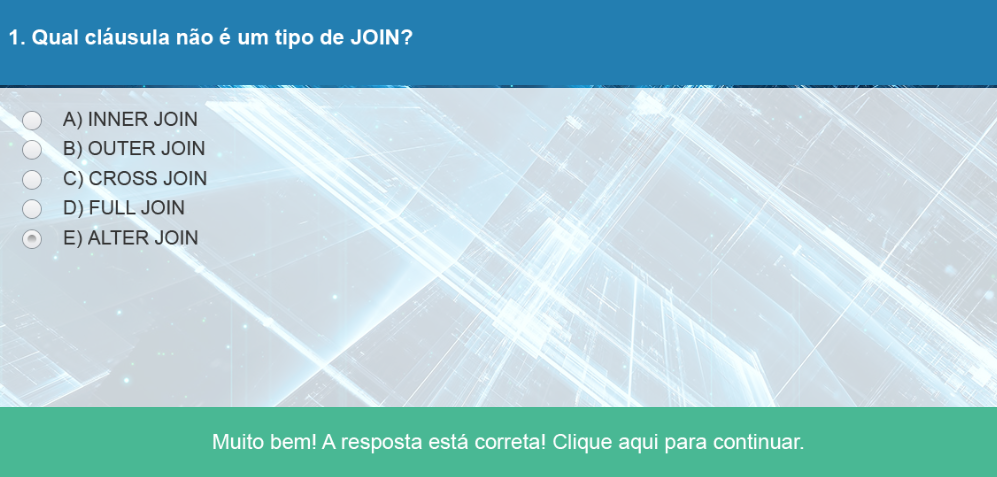 1. Qual cláusula não é um tipo de JOIN?
A) INNER JOIN
B) OUTER JOIN
C) CROSS JOIN
D) FULL JOIN
E) ALTER JOIN
Muito bem! A resposta está correta! Clique aqui para continuar.